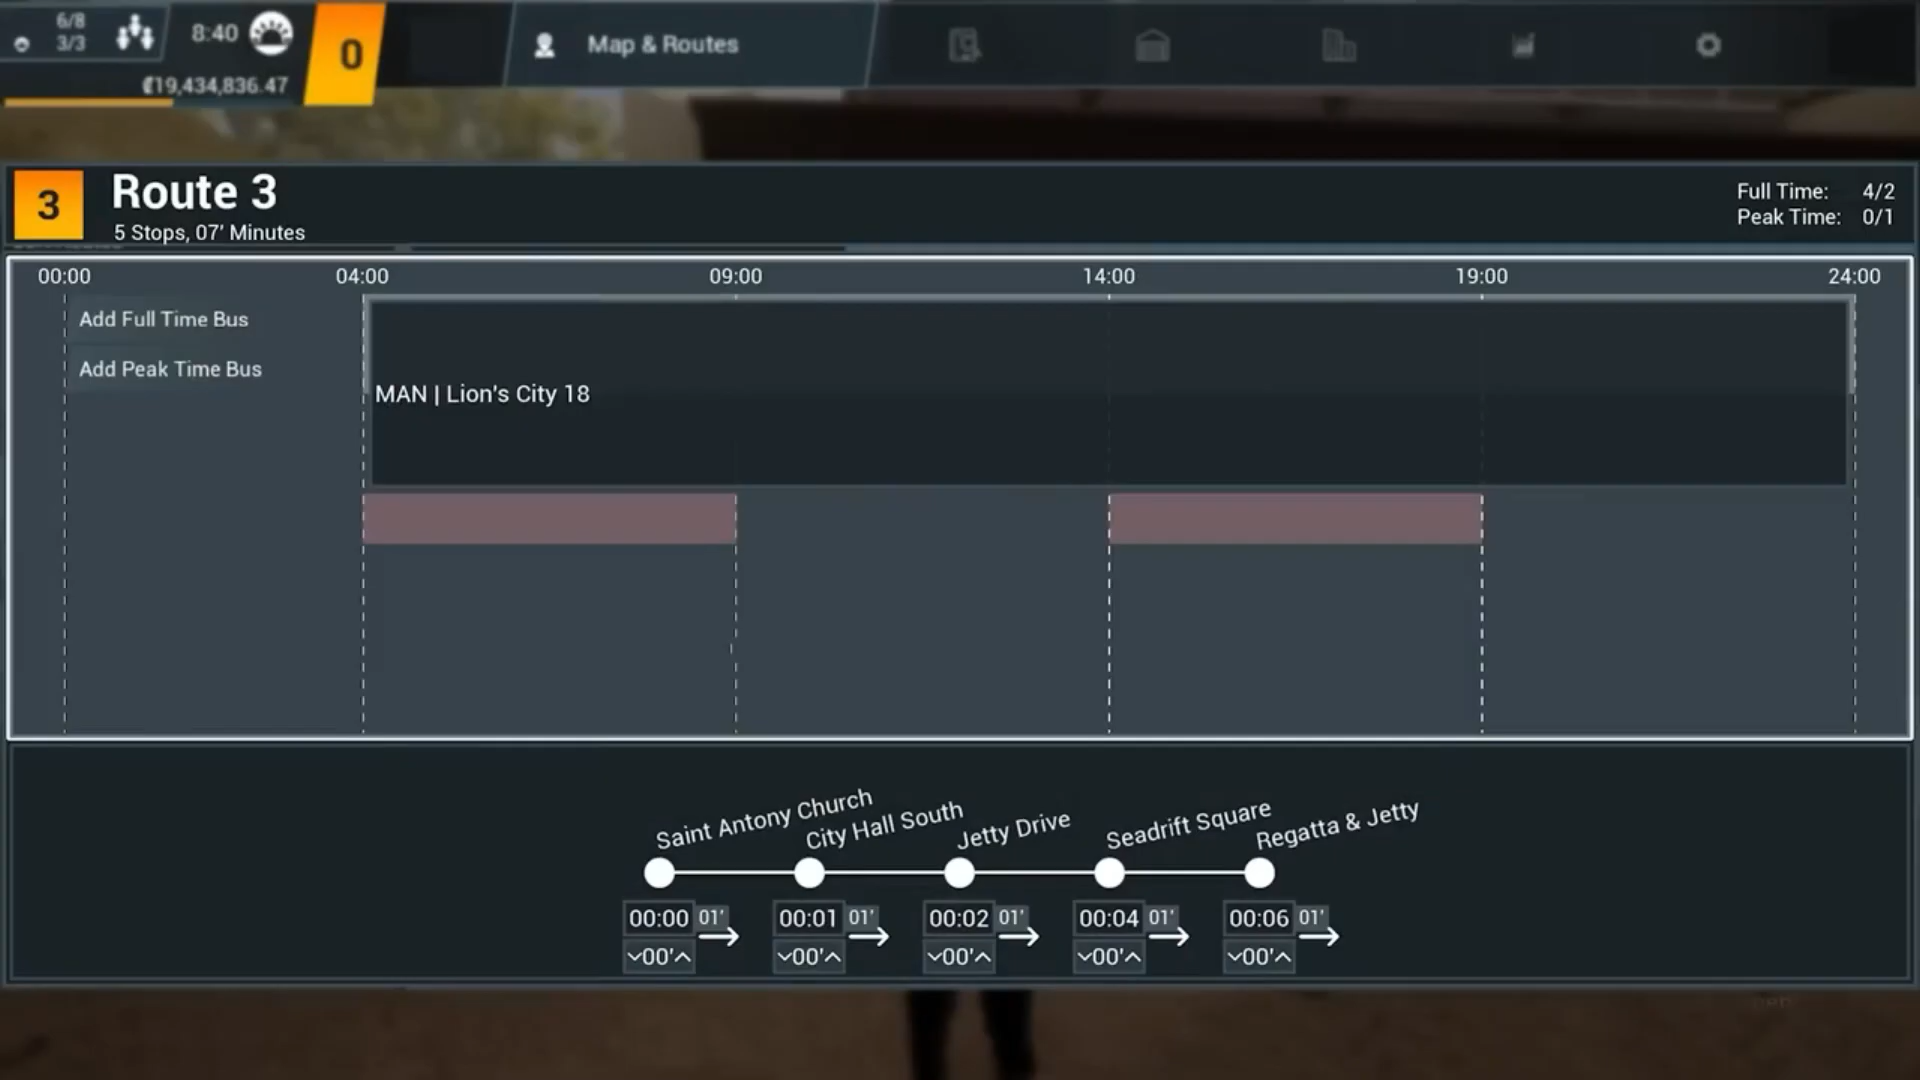 6/8
3/3
8:40
₡19,434,836.47
0
Map & Routes
3
Route 3
5 Stops, 07' Minutes
Full Time: 4/2
Peak Time: 0/1
00:00 04:00 09:00 14:00 19:00 24:00
Add Full Time Bus
Add Peak Time Bus
MAN | Lion's City 18
Saint Antony Church
City Hall South
Jetty Drive
Seadrift Square
Regatta & Jetty
00:00 01' 00:01 01' 00:02 01' 00:04 01' 00:06 01'
00' 00' 00' 00' 00'